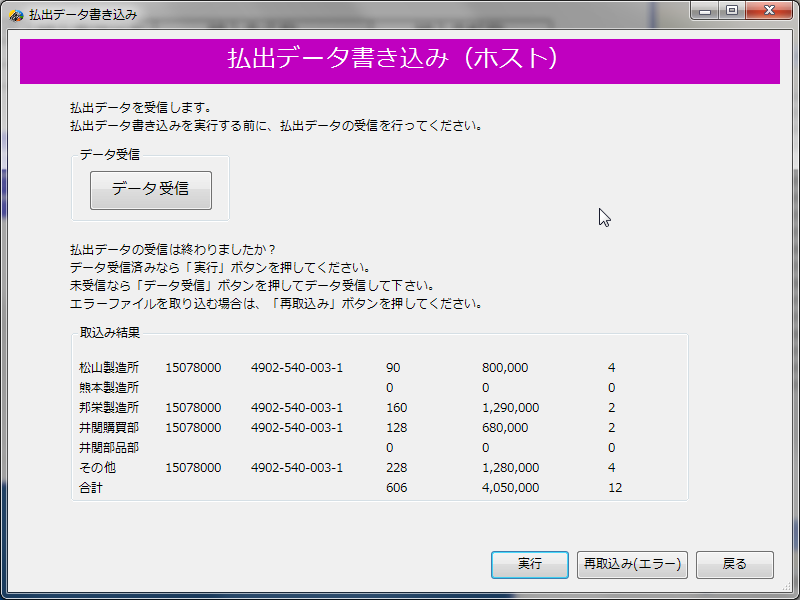 払出データ書き込み
払出データ書き込み（ホスト）
払出データを受信します。
払出データ書き込みを実行する前に、払出データの受信を行ってください。
データ受信
データ受信
払出データの受信は終わりましたか？
データ受信済みなら「実行」ボタンを押してください。
未受信なら「データ受信」ボタンを押してデータ受信して下さい。
エラーファイルを取り込む場合は、「再取込み」ボタンを押してください。
取込み結果
松山製造所 15078000 4902-540-003-1 90 800,000 4
熊本製造所 0 0 0
邦栄製造所 15078000 4902-540-003-1 160 1,290,000 2
井関購買部 15078000 4902-540-003-1 128 680,000 2
井関部品部 0 0 0
その他 15078000 4902-540-003-1 228 1,280,000 4
合計 606 4,050,000 12
実行 再取込み(エラー) 戻る